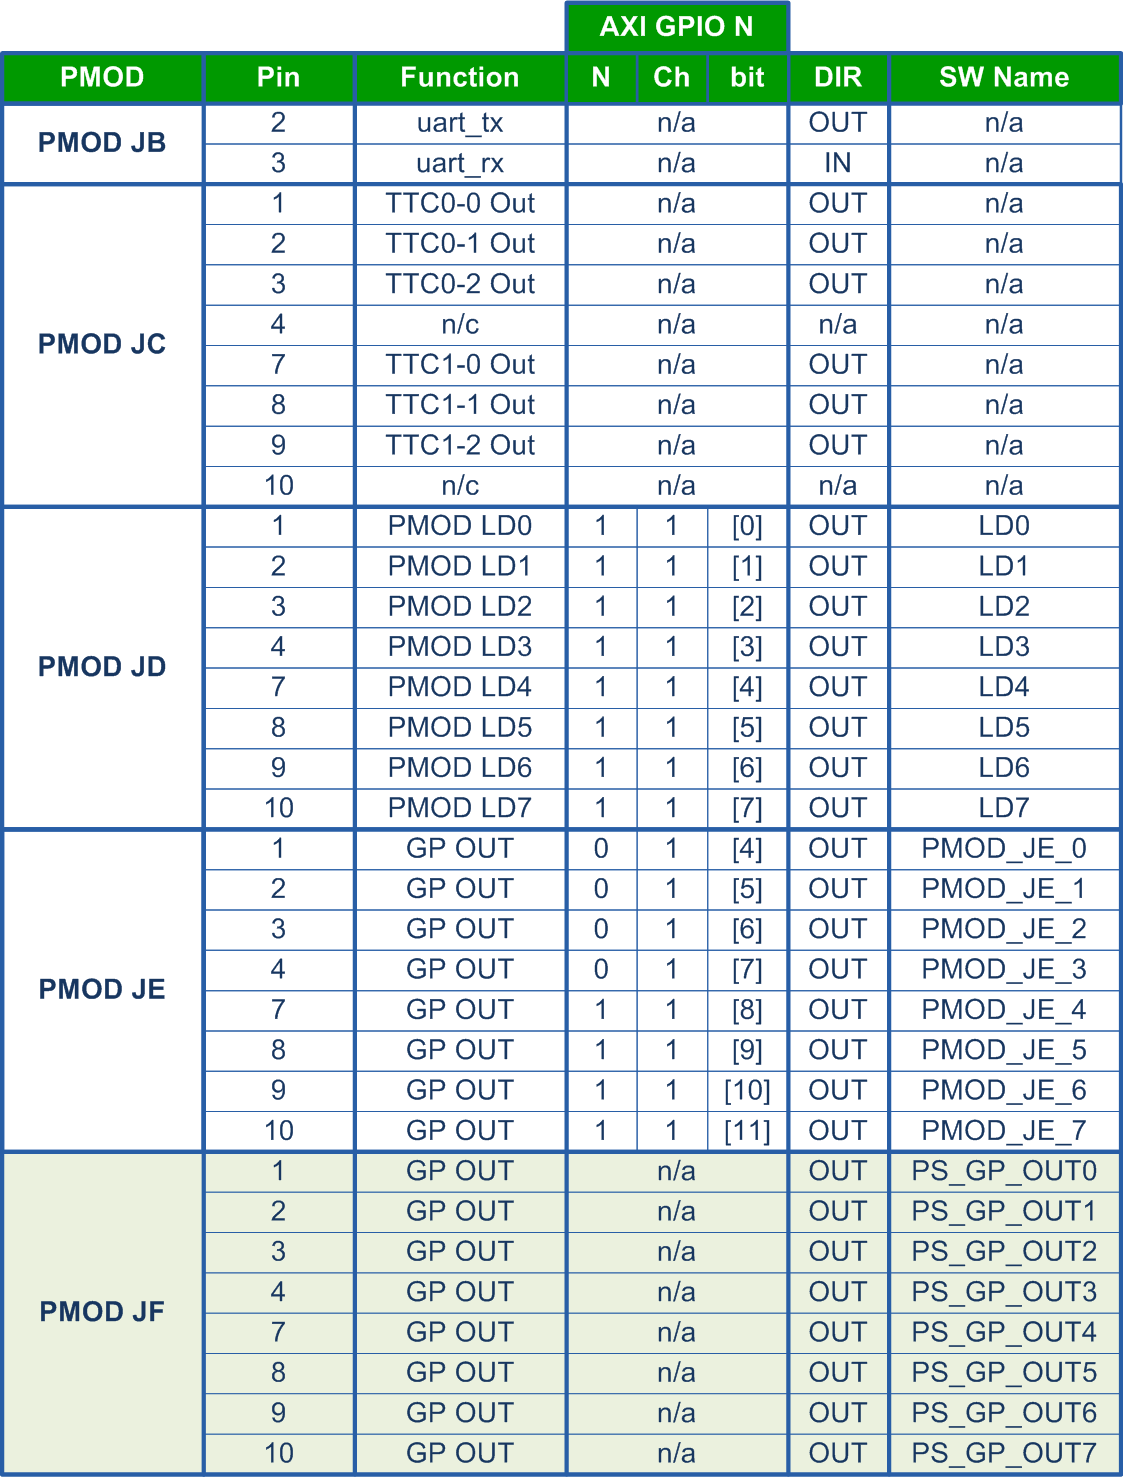 AXI GPIO N
PMOD Pin Function N Ch bit DIR SW Name
PMOD JB
2 uart_tx n/a OUT n/a
3 uart_rx n/a IN n/a
PMOD JC
1 TTC0-0 Out n/a OUT n/a
2 TTC0-1 Out n/a OUT n/a
3 TTC0-2 Out n/a OUT n/a
4 n/c n/a n/a n/a
7 TTC1-0 Out n/a OUT n/a
8 TTC1-1 Out n/a OUT n/a
9 TTC1-2 Out n/a OUT n/a
10 n/c n/a n/a n/a
PMOD JD
1 PMOD LD0 1 1 [0] OUT LD0
2 PMOD LD1 1 1 [1] OUT LD1
3 PMOD LD2 1 1 [2] OUT LD2
4 PMOD LD3 1 1 [3] OUT LD3
7 PMOD LD4 1 1 [4] OUT LD4
8 PMOD LD5 1 1 [5] OUT LD5
9 PMOD LD6 1 1 [6] OUT LD6
10 PMOD LD7 1 1 [7] OUT LD7
PMOD JE
1 GP OUT 0 1 [4] OUT PMOD_JE_0
2 GP OUT 0 1 [5] OUT PMOD_JE_1
3 GP OUT 0 1 [6] OUT PMOD_JE_2
4 GP OUT 0 1 [7] OUT PMOD_JE_3
7 GP OUT 1 1 [8] OUT PMOD_JE_4
8 GP OUT 1 1 [9] OUT PMOD_JE_5
9 GP OUT 1 1 [10] OUT PMOD_JE_6
10 GP OUT 1 1 [11] OUT PMOD_JE_7
PMOD JF
1 GP OUT n/a OUT PS_GP_OUT0
2 GP OUT n/a OUT PS_GP_OUT1
3 GP OUT n/a OUT PS_GP_OUT2
4 GP OUT n/a OUT PS_GP_OUT3
7 GP OUT n/a OUT PS_GP_OUT4
8 GP OUT n/a OUT PS_GP_OUT5
9 GP OUT n/a OUT PS_GP_OUT6
10 GP OUT n/a OUT PS_GP_OUT7